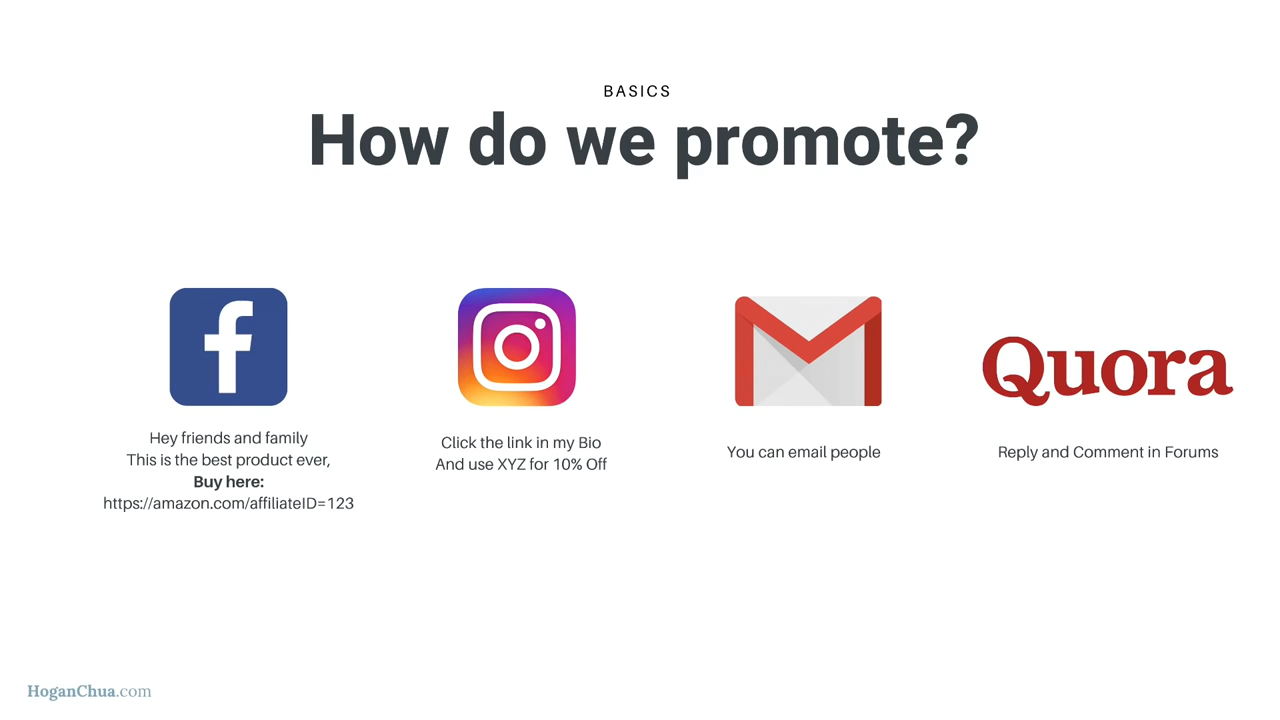 BASICS
How do we promote?
Quora
Hey friends and family
This is the best product ever,
Buy here:
https://amazon.com/affiliateID=123
Click the link in my Bio
And use XYZ for 10% Off
You can email people
Reply and Comment in Forums
HoganChua.com